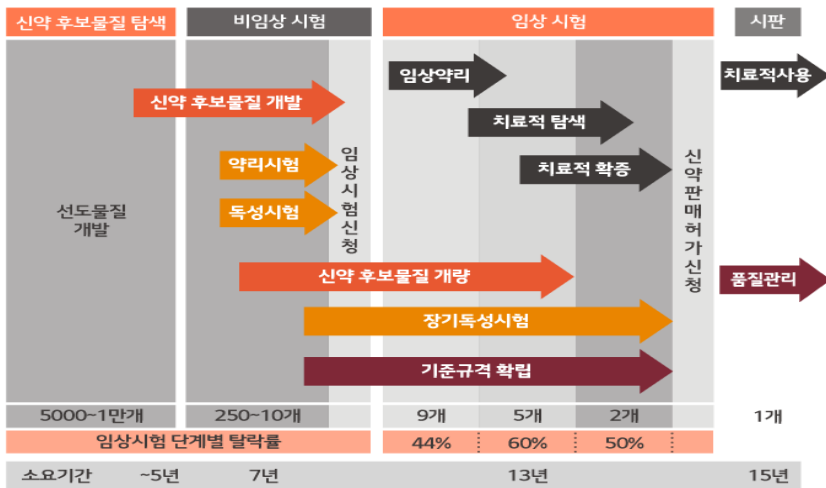 신약 후보물질 탐색
비임상 시험
임상 시험
시판
임상약리
치료적사용
신약 후보물질 개발
치료적 탐색
약리시험
치료적 확증
선도물질
개발
독성시험
임상시험신청
신약판매허가신청
신약 후보물질 개량
품질관리
장기독성시험
기준규격 확립
5000~1만개
250~10개
9개
5개
2개
1개
임상시험 단계별 탈락률
44%
60%
50%
소요기간
~5년
7년
13년
15년